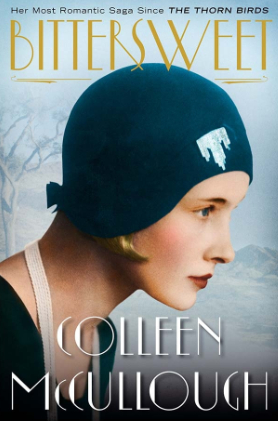 Her Most Romantic Saga Since THE THORN BIRDS
BITTERSWEET
COLLEEN
McCULLOUGH